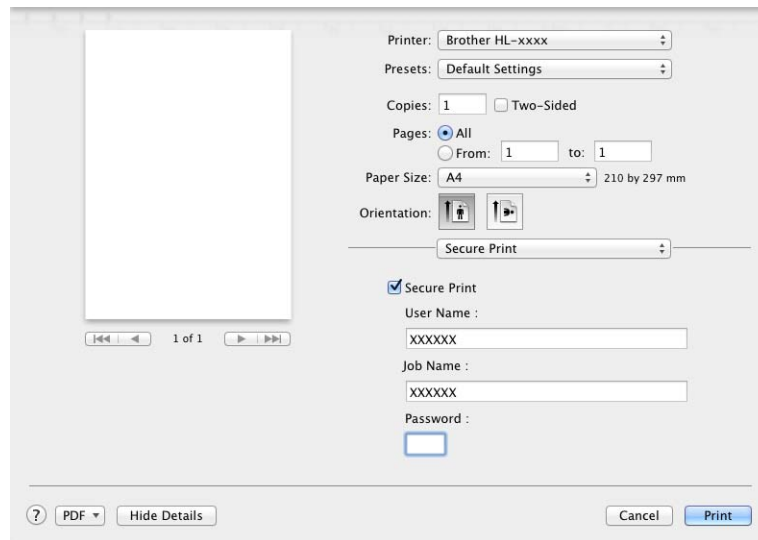 Printer: Brother HL-xxxx
Presets: Default Settings
Copies: 1 Two-Sided
Pages: All
From: 1 to: 1
Paper Size: A4 210 by 297 mm
Orientation:
Secure Print
Secure Print
User Name :
XXXXXX
Job Name :
XXXXXX
Password :
1 of 1
? PDF Hide Details Cancel Print